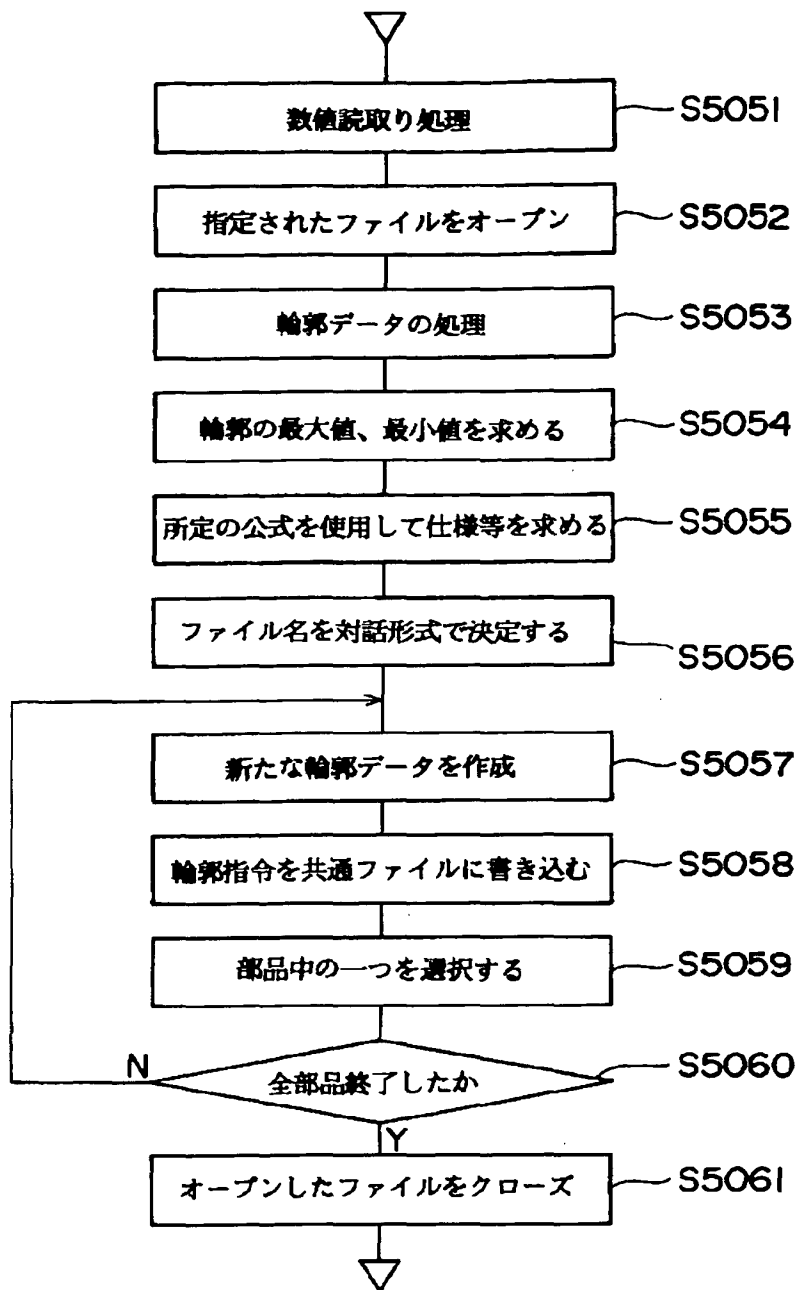 数値読取り処理
S5051
指定されたファイルをオープン
S5052
輪郭データの処理
S5053
輪郭の最大値、最小値を求める
S5054
所定の公式を使用して仕様等を求める
S5055
ファイル名を対話形式で決定する
S5056
新たな輪郭データを作成
S5057
輪郭指令を共通ファイルに書き込む
S5058
部品中の一つを選択する
S5059
N
全部品終了したか
S5060
Y
オープンしたファイルをクローズ
S5061